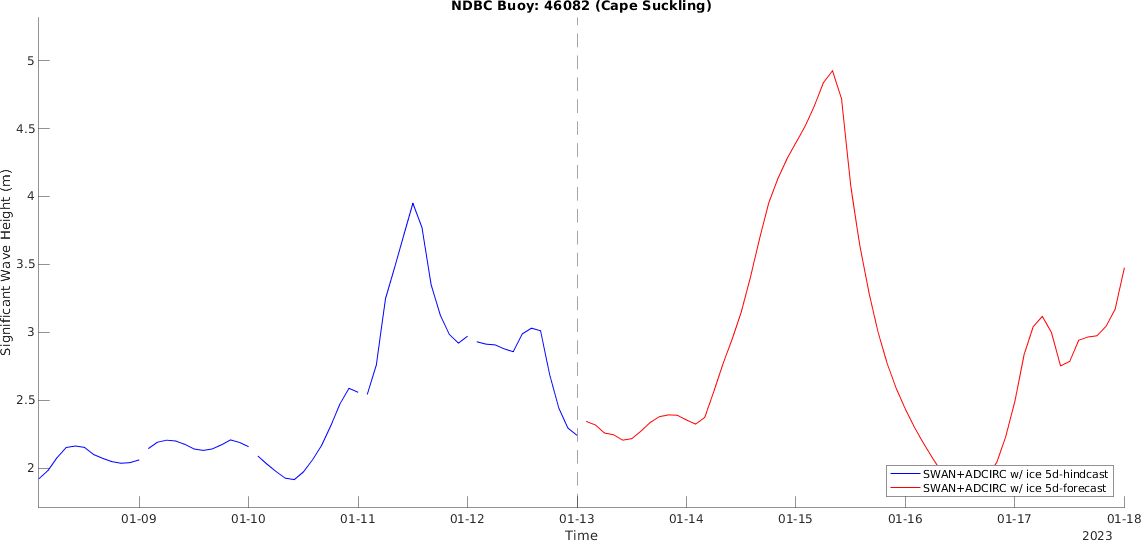 NDBC Buoy: 46082 (Cape Suckling)
Significant Wave Height (m)
5
4.5
4
3.5
3
2.5
2
SWAN+ADCIRC w/ ice 5d-hindcast
SWAN+ADCIRC w/ ice 5d-forecast
01-09 01-10 01-11 01-12 01-13 01-14 01-15 01-16 01-17 01-18
Time
2023